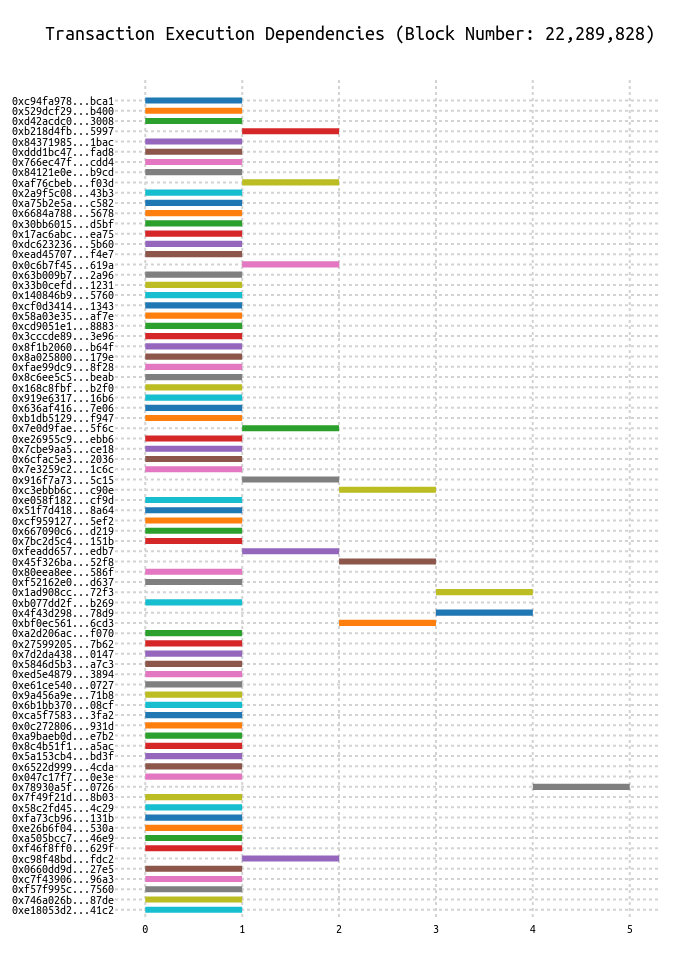 Transaction Execution Dependencies (Block Number: 22,289,828)
0xc94fa978...bca1
0x529dcf29...b400
0xd42acdc0...3008
0xb218d4fb...5997
0x84371985...1bac
0xddd1bc47...fad8
0x766ec47f...cdd4
0x84121e0e...b9cd
0xaf76cbeb...f03d
0x2a9f5c08...43b3
0xa75b2e5a...c582
0x6684a788...5678
0x30bb6015...d5bf
0x17ac6abc...ea75
0xdc623236...5b60
0xead45707...f4e7
0x0c6b7f45...619a
0x63b009b7...2a96
0x33b0cefd...1231
0x140846b9...5760
0xcf0d3414...1343
0x58a03e35...af7e
0xcd9051e1...8883
0x3cccde89...3e96
0x8f1b2060...b64f
0x8a025800...179e
0xfae99dc9...8f28
0x8c6ee5c5...beab
0x168c8fbf...b2f0
0x919e6317...16b6
0x636af416...7e06
0xb1db5129...f947
0x7e0d9fae...5f6c
0xe26955c9...ebb6
0x7cbe9aa5...ce18
0x6cfac5e3...2036
0x7e3259c2...1c6c
0x916f7a73...5c15
0xc3ebbb6c...c90e
0xe058f182...cf9d
0x51f7d418...8a64
0xcf959127...5ef2
0x667090c6...d219
0x7bc2d5c4...151b
0xfeadd657...edb7
0x45f326ba...52f8
0x80eea8ee...586f
0xf52162e0...d637
0x1ad908cc...72f3
0xb077dd2f...b269
0x4f43d298...78d9
0xbf0ec561...6cd3
0xa2d206ac...f070
0x27599205...7b62
0x7d2da438...0147
0x5846d5b3...a7c3
0xed5e4879...3894
0xe61ce540...0727
0x9a456a9e...71b8
0x6b1bb370...08cf
0xca5f7583...3fa2
0x0c272806...931d
0xa9baeb0d...e7b2
0x8c4b51f1...a5ac
0x5a153cb4...bd3f
0x6522d999...4cda
0x047c17f7...0e3e
0x78930a5f...0726
0x7f49f21d...8b03
0x58c2fd45...4c29
0xfa73cb96...131b
0xe26b6f04...530a
0xa505bcc7...46e9
0xf46f8ff0...629f
0xc98f48bd...fdc2
0x0660dd9d...27e5
0xc7f43906...96a3
0xf57f995c...7560
0x746a026b...87de
0xe18053d2...41c2
0 1 2 3 4 5